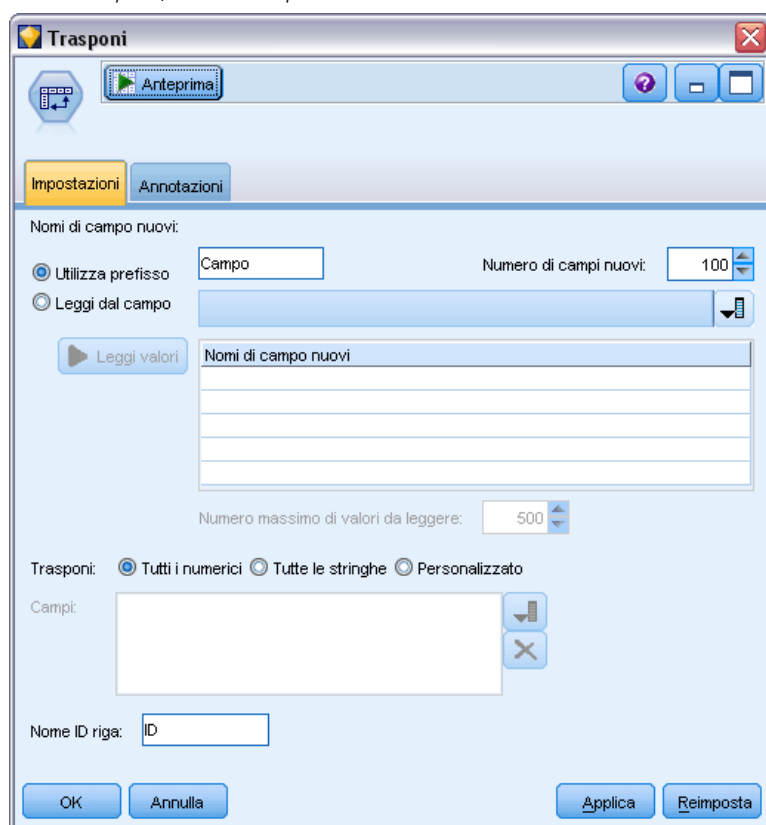 Trasponi
Anteprima
Impostazioni Annotazioni
Nomi di campo nuovi:
Utilizza prefisso Campo Numero di campi nuovi: 100
Leggi dal campo
Leggi valori Nomi di campo nuovi
Numero massimo di valori da leggere: 500
Trasponi: Tutti i numerici Tutte le stringhe Personalizzato
Campi:
Nome ID riga: ID
OK Annulla Applica Reimposta